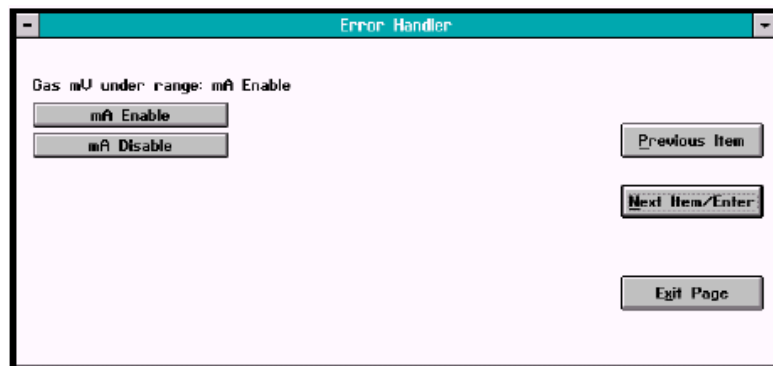 Error Handler
Gas mV under range: mA Enable
mA Enable
mA Disable
Previous Item
Next Item/Enter
Exit Page